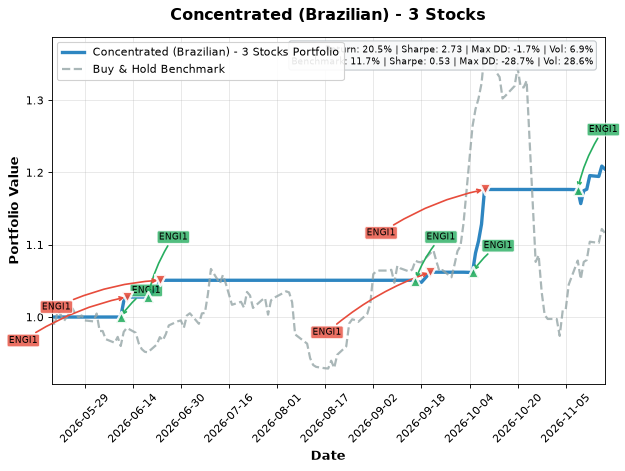 Concentrated (Brazilian) - 3 Stocks
Concentrated (Brazilian) - 3 Stocks Portfolio
Buy & Hold Benchmark
20.5% | Sharpe: 2.73 | Max DD: -1.7% | Vol: 6.9%
Benchmark: 11.7% | Sharpe: 0.53 | Max DD: -28.7% | Vol: 28.6%
Portfolio Value
1.3
1.2
1.1
1.0
ENGI1
ENGI1
ENGI1
ENGI1
ENGI1
ENGI1
ENGI1
ENGI1
ENGI1
ENGI1
2026-05-29
2026-06-14
2026-06-30
2026-07-16
2026-08-01
2026-08-17
2026-09-02
2026-09-18
2026-10-04
2026-10-20
2026-11-05
Date